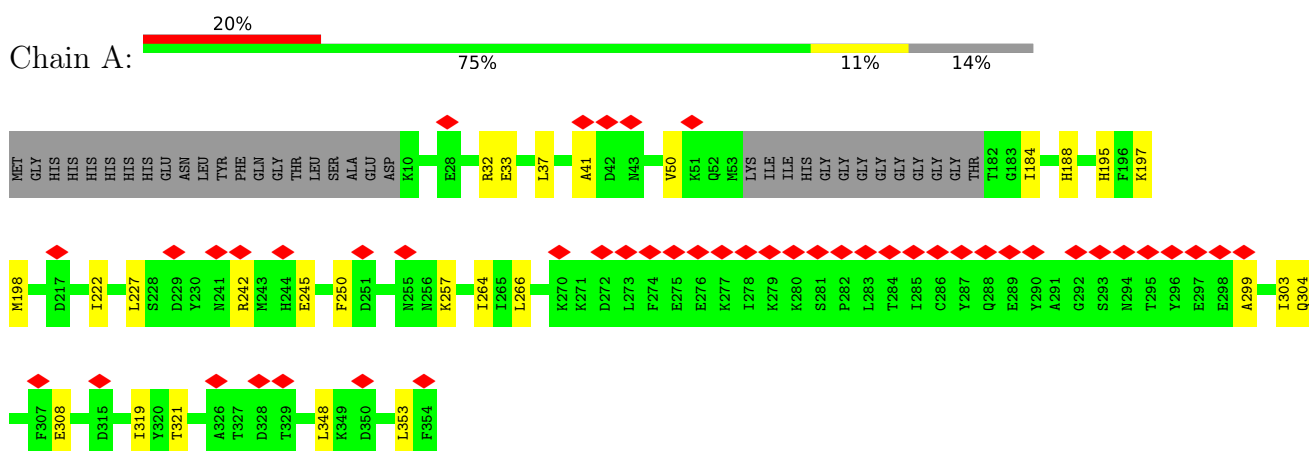 20%
Chain A:
75% 11% 14%
MET GLY HIS HIS HIS HIS HIS HIS GLU ASN LEU TYR PHE GLN GLY THR LEU SER ALA GLU ASP K10 E28 R32 E33 L37 A41 D42 N43 V50 K51 Q52 M53 LYS ILE ILE HIS GLY GLY GLY GLY GLY GLY GLY GLY THR T182 G183 I184 H188 H195 F196 K197
M198 D217 I222 L227 S228 D229 Y230 N241 R242 M243 H244 E245 F250 D251 N255 N256 K257 I264 I265 L266 K270 K271 D272 L273 F274 E275 E276 K277 I278 K279 K280 S281 P282 L283 T284 I285 C286 Y287 Q288 E289 Y290 A291 G292 S293 N294 T295 Y296 E297 E298 A299 I303 Q304
F307 E308 D315 I319 Y320 T321 A326 T327 D328 T329 L348 K349 D350 L353 F354